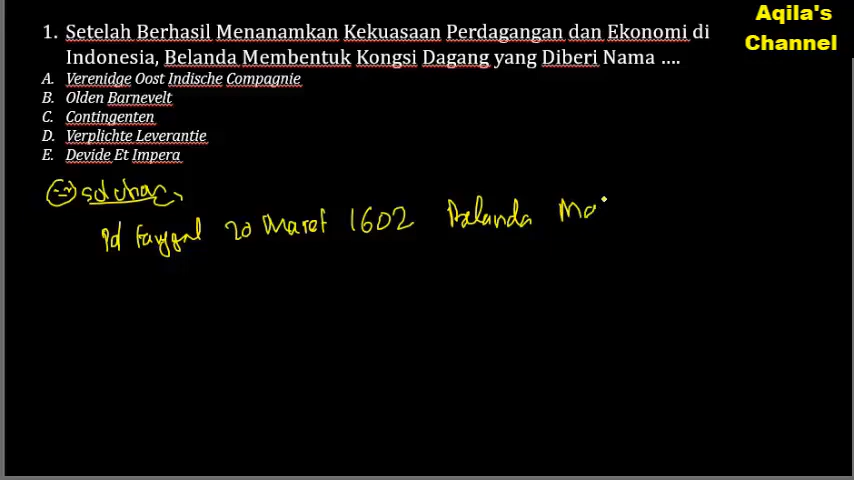 Aqila's
Channel
1. Setelah Berhasil Menanamkan Kekuasaan Perdagangan dan Ekonomi di
Indonesia, Belanda Membentuk Kongsi Dagang yang Diberi Nama ....
A. Verenidge Oost Indische Compagnie
B. Olden Barnevelt
C. Contingenten
D. Verplichte Leverantie
E. Devide Et Impera
Pd tanggal 20 Maret 1602 Belanda